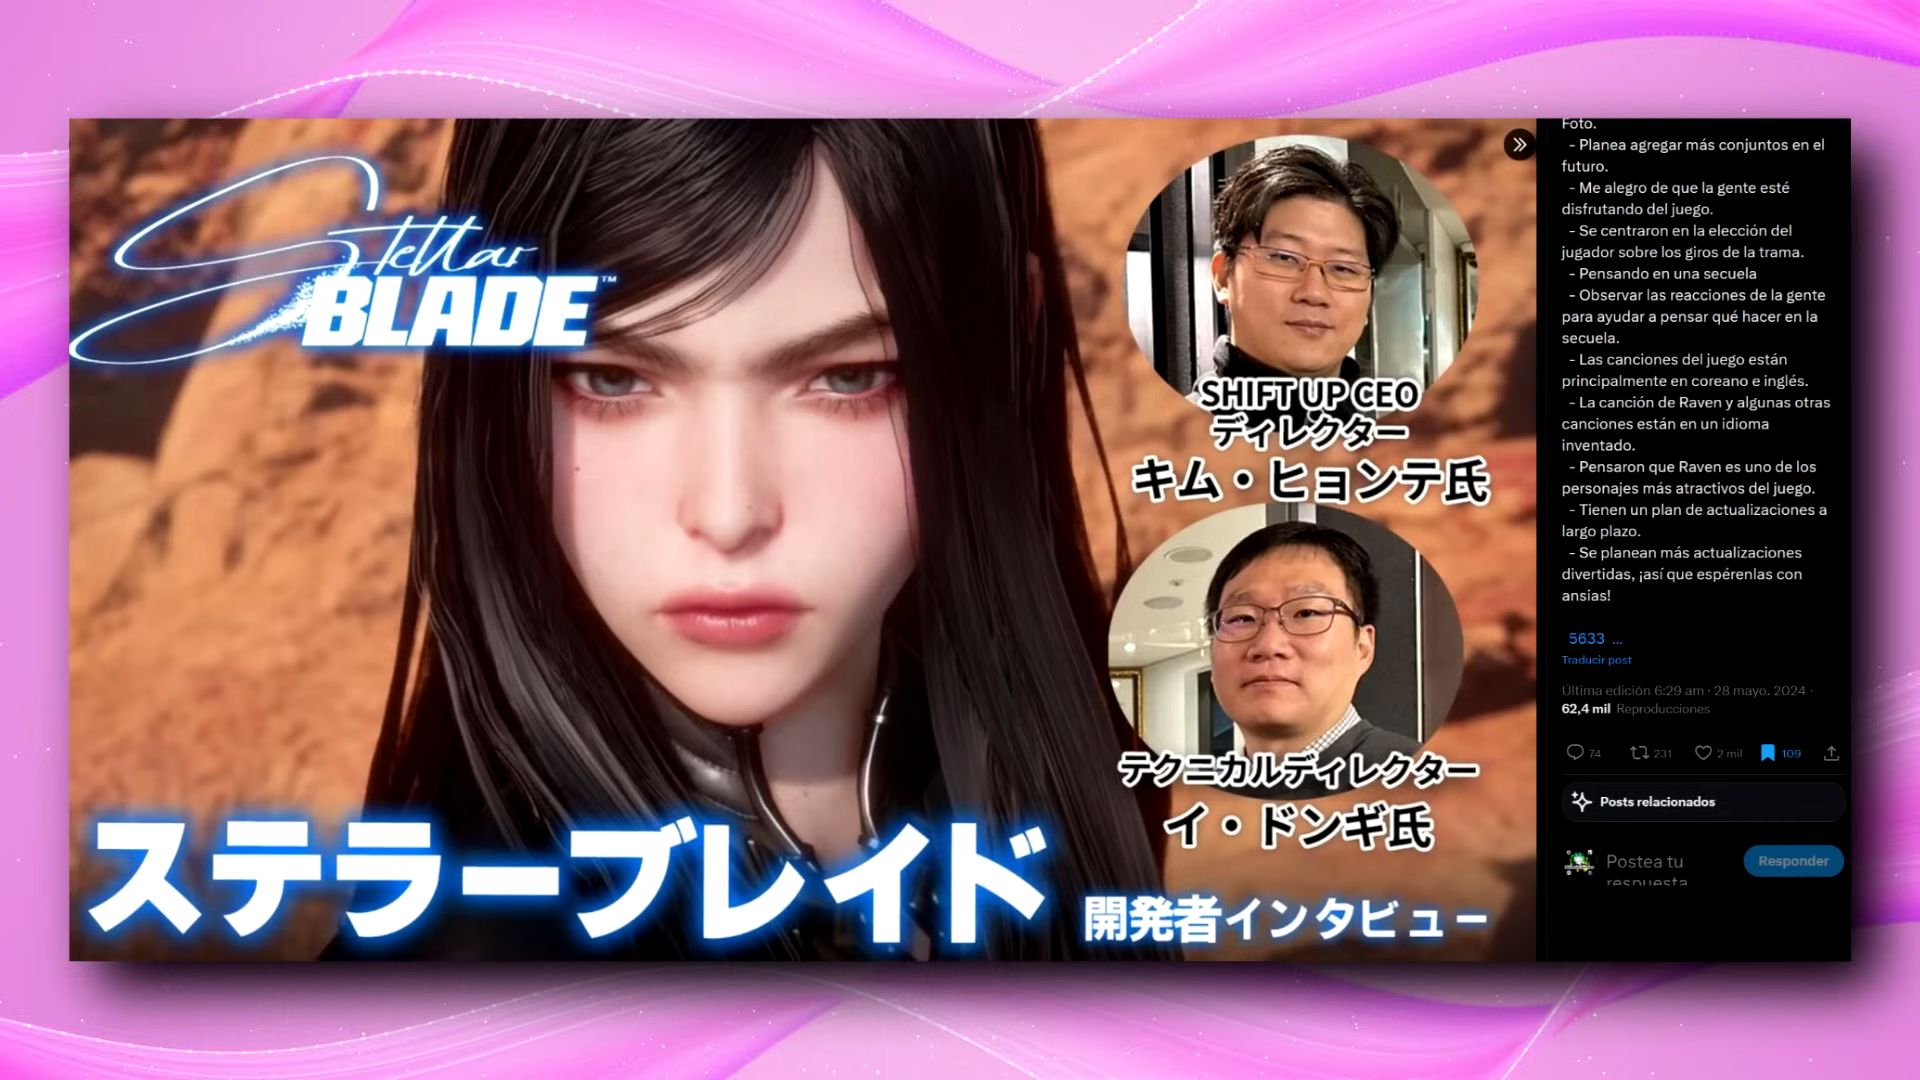 Stellar
BLADE™
SHIFT UP CEO
ディレクター
キム・ヒョンテ氏
テクニカルディレクター
イ・ドンギ氏
ステラーブレイド
開発者インタビュー
Foto.
- Planea agregar más conjuntos en el
futuro.
- Me alegro de que la gente esté
disfrutando del juego.
- Se centraron en la elección del
jugador sobre los giros de la trama.
- Pensando en una secuela
- Observar las reacciones de la gente
para ayudar a pensar qué hacer en la
secuela.
- Las canciones del juego están
principalmente en coreano e inglés.
- La canción de Raven y algunas otras
canciones están en un idioma
inventado.
- Pensaron que Raven es uno de los
personajes más atractivos del juego.
- Tienen un plan de actualizaciones a
largo plazo.
- Se planean más actualizaciones
divertidas, ¡así que espérenlas con
ansias!
5633 ...
Traducir post
Última edición 6:29 am · 28 mayo. 2024 ·
62,4 mil Reproducciones
74 231 2 mil 109
Posts relacionados
Postea tu
respuesta
Responder